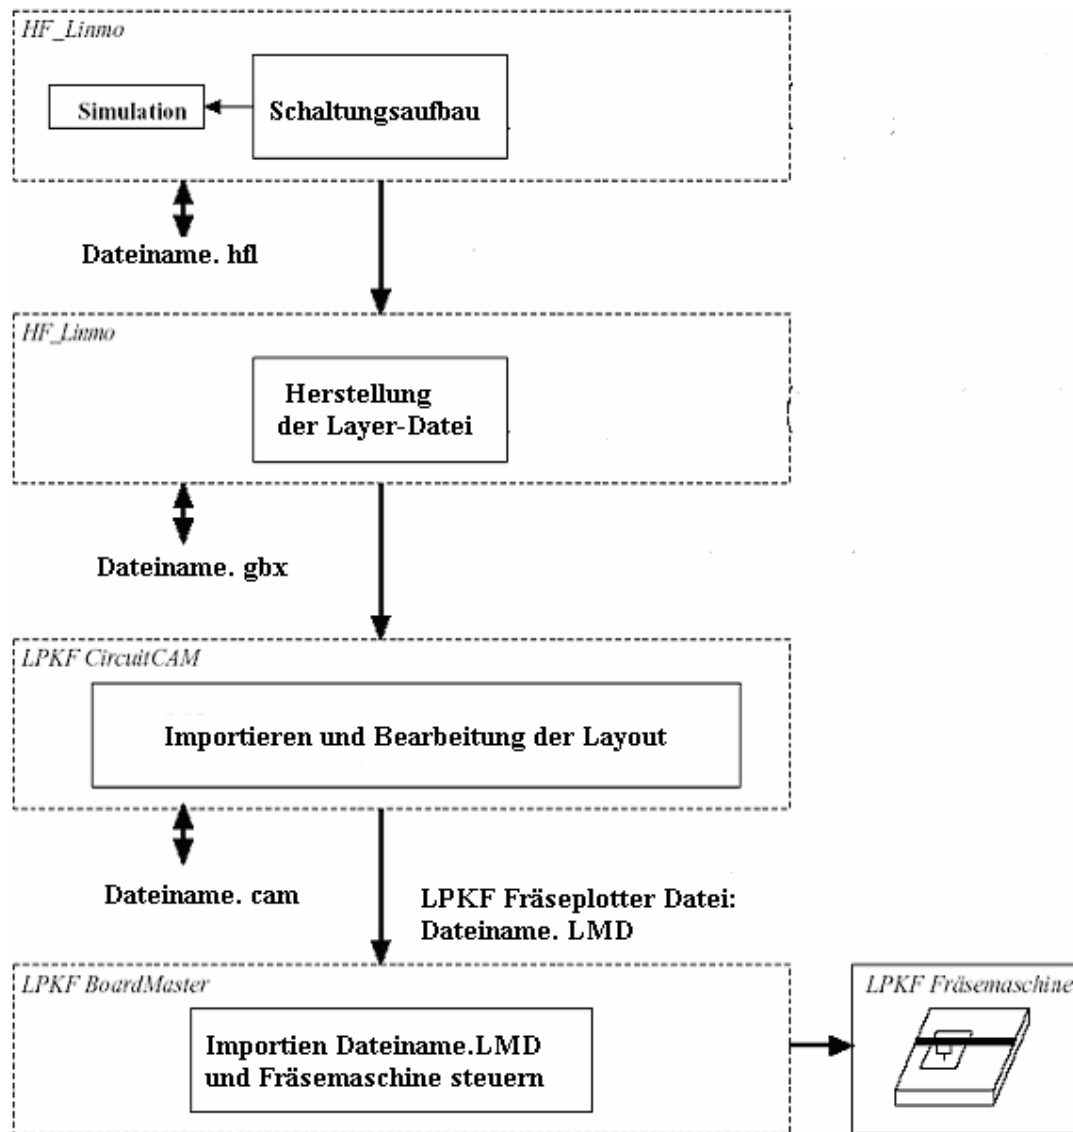 HF_Linmo
Simulation
Schaltungsaufbau
Dateiname. hfl
HF_Linmo
Herstellung
der Layer-Datei
Dateiname. gbx
LPKF CircuitCAM
Importieren und Bearbeitung der Layout
Dateiname. cam
LPKF Fräseplotter Datei:
Dateiname. LMD
LPKF BoardMaster
Importien Dateiname.LMD
und Fräsemaschine steuern
LPKF Fräsemaschine